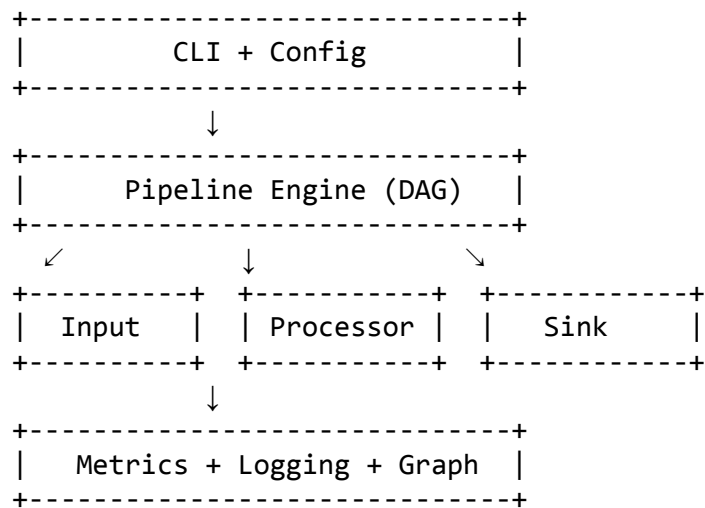 CLI + Config
Pipeline Engine (DAG)
Input Processor Sink
Metrics + Logging + Graph